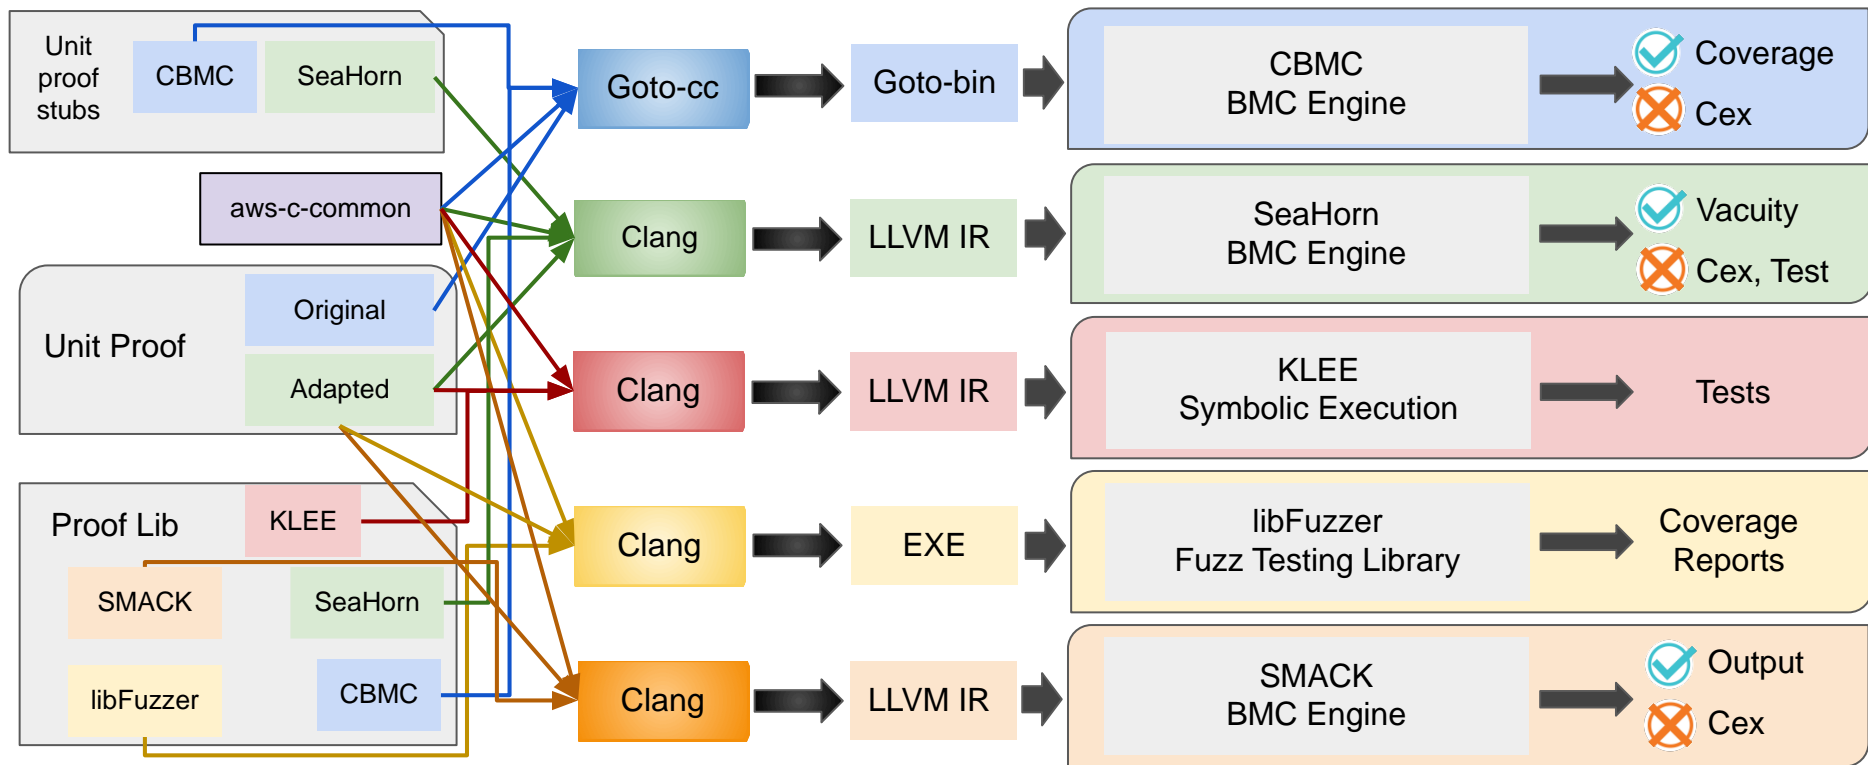 Unit
proof
stubs
CBMC
SeaHorn
aws-c-common
Unit Proof
Original
Adapted
Proof Lib
KLEE
SMACK
SeaHorn
libFuzzer
CBMC
Goto-cc
Goto-bin
CBMC
BMC Engine
Coverage
Cex
Clang
LLVM IR
SeaHorn
BMC Engine
Vacuity
Cex, Test
Clang
LLVM IR
KLEE
Symbolic Execution
Tests
Clang
EXE
libFuzzer
Fuzz Testing Library
Coverage
Reports
Clang
LLVM IR
SMACK
BMC Engine
Output
Cex